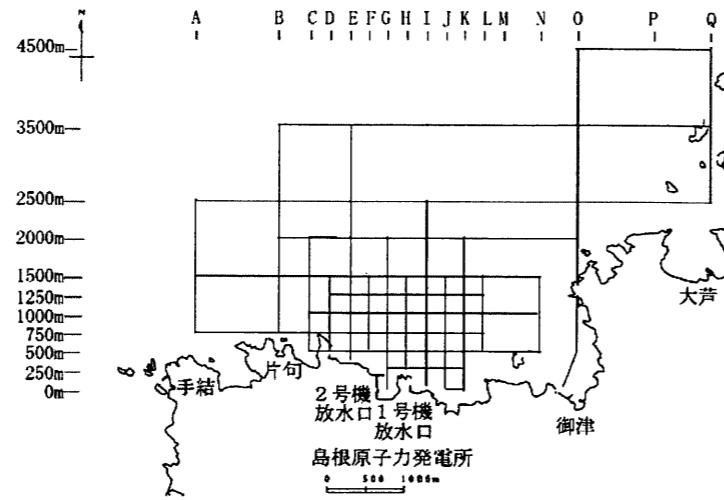 A B C D E F G H I J K L M N O P Q
N
4500m
3500m
2500m
2000m
1500m
1250m
1000m
750m
500m
250m
0m
大芦
片句
手結
2号機
放水口
1号機
放水口
御津
島根原子力発電所
0 500 1000m